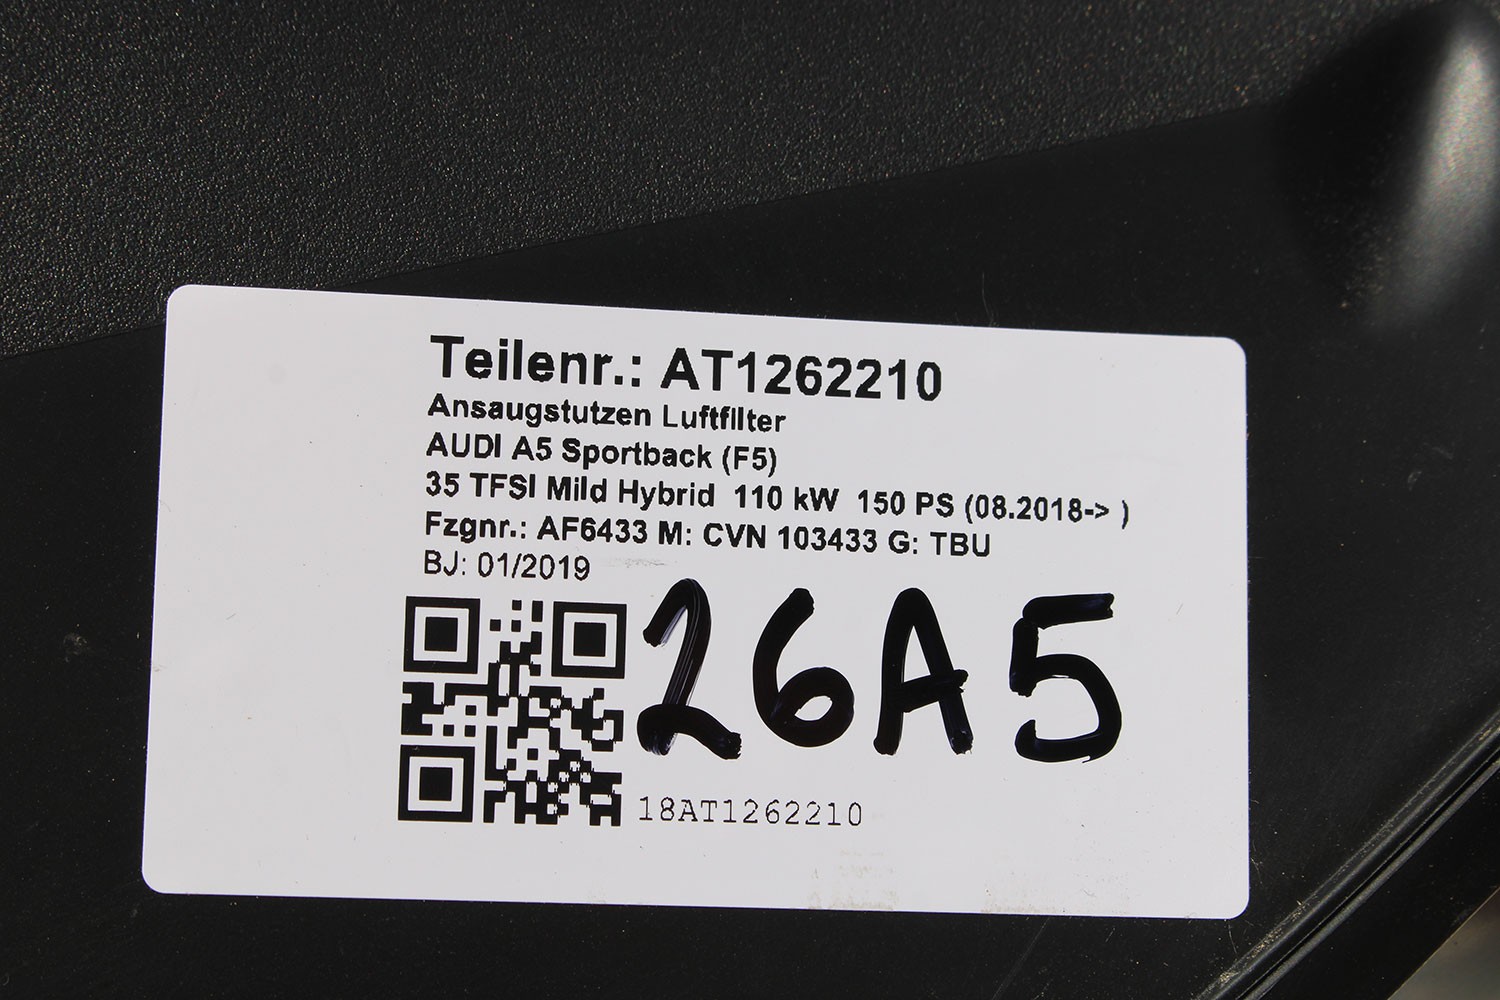 Teilenr.: AT1262210
Ansaugstutzen Luftfilter
AUDI A5 Sportback (F5)
35 TFSI Mild Hybrid 110 kW 150 PS (08.2018-> )
Fzgnr.: AF6433 M: CVN 103433 G: TBU
BJ: 01/2019
26A5
18AT1262210